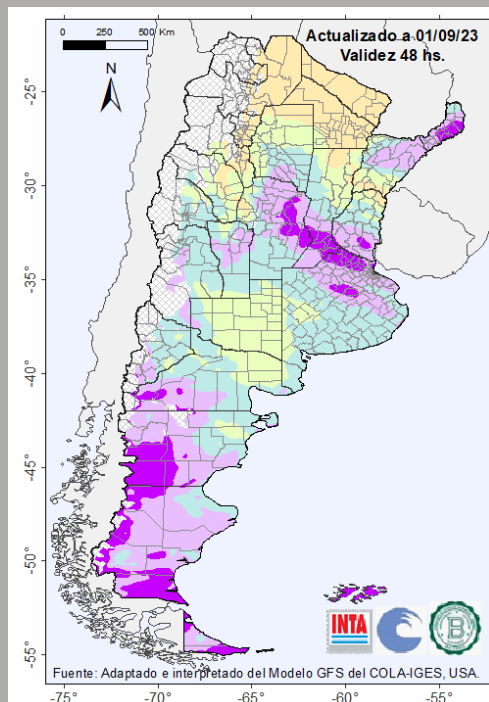 0 250 500 Km
Actualizado a 01/09/23
Validez 48 hs.
N
-25°
-30°
-35°
-40°
-45°
-50°
-55°
INTA
B
Fuente: Adaptado e interpretado del Modelo GFS del COLA-IGES, USA.
-75° -70° -65° -60° -55°